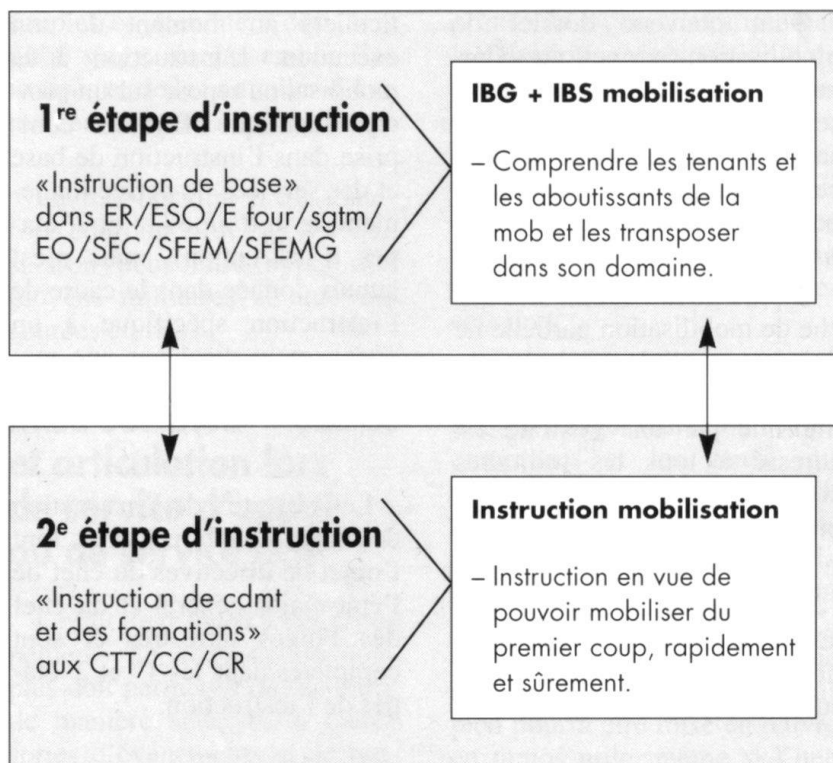 1re étape d'instruction
«Instruction de base»
dans ER/ESO/E four/sgtm/
EO/SFC/SFEM/SFEMG
IBG + IBS mobilisation
– Comprendre les tenants et
les aboutissants de la
mob et les transposer
dans son domaine.
2e étape d'instruction
«Instruction de cdmt
et des formations»
aux CTT/CC/CR
Instruction mobilisation
– Instruction en vue de
pouvoir mobiliser du
premier coup, rapidement
et sûrement.